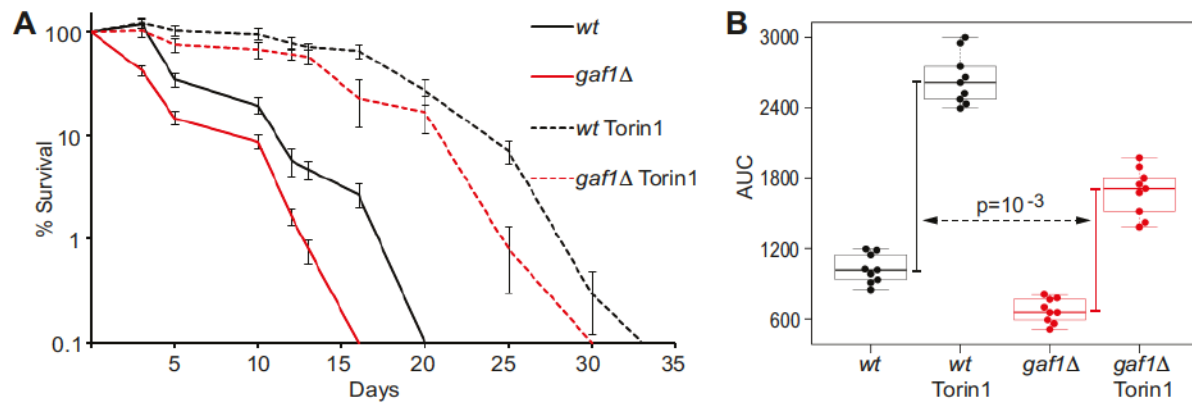 A
wt
gaf1Δ
wt Torin1
gaf1Δ Torin1
% Survival
100
10
1
0.1
5 10 15 20 25 30 35
Days
B
AUC
3000
2400
1800
1200
600
p=10⁻³
wt wt gaf1Δ gaf1Δ
Torin1 Torin1